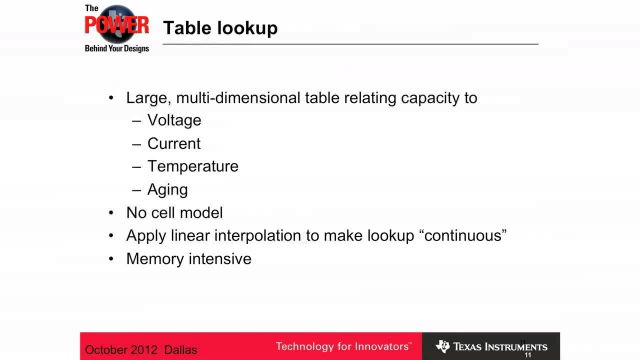 The
POWER
Behind Your Designs
Table lookup
• Large, multi-dimensional table relating capacity to
– Voltage
– Current
– Temperature
– Aging
• No cell model
• Apply linear interpolation to make lookup “continuous”
• Memory intensive
October 2012 Dallas
Technology for Innovators™
TEXAS INSTRUMENTS
11